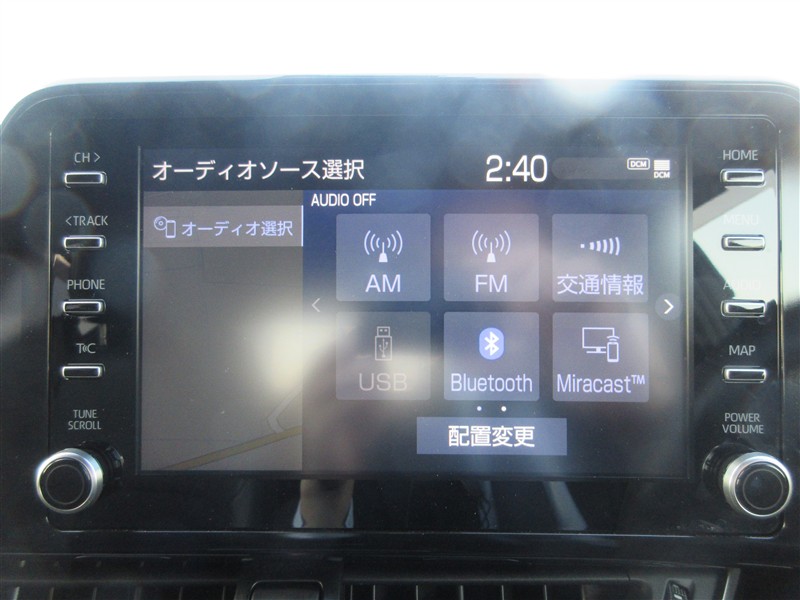 CH >
<TRACK
PHONE
T C
TUNE
SCROLL
オーディオソース選択
2:40
DCM
DCM
オーディオ選択
AUDIO OFF
AM
FM
交通情報
USB
Bluetooth
Miracast™
配置変更
HOME
MENU
MAP
POWER
VOLUME